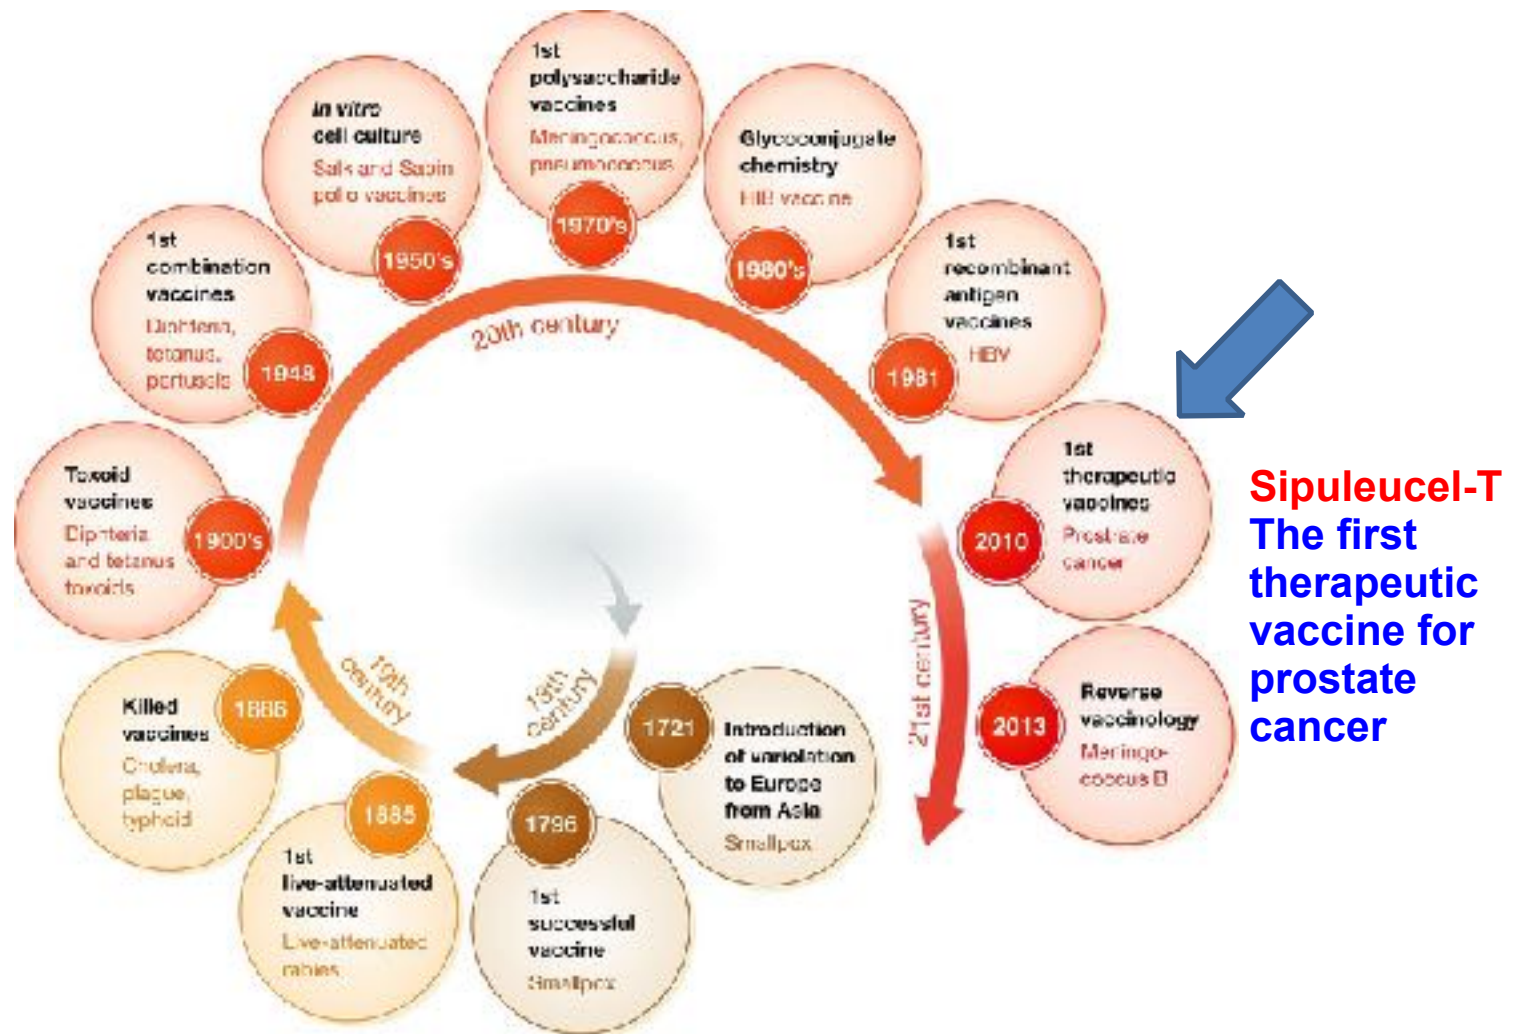 1st
polysaccharide
vaccines
Meningococcus,
pneumococcus
1970's
In vitro
cell culture
Salk and Sabin
polio vaccines
1950's
Glycoconjugate
chemistry
HIB vaccine
1980's
1st
combination
vaccines
Diphteria,
tetanus,
pertussis
1948
20th century
1st
recombinant
antigen
vaccines
HBV
1981
Toxoid
vaccines
Diphteria
and tetanus
toxoids
1900's
1st
therapeutic
vaccines
Prostrate
cancer
2010
Sipuleucel-T
The first
therapeutic
vaccine for
prostate
cancer
Killed
vaccines
Cholera,
plague,
typhoid
1886
19th
century
18th
century
1721
Introduction
of variolation
to Europe
from Asia
Smallpox
21st century
2013
Reverse
vaccinology
Meningo-
coccus B
1885
1st
live-attenuated
vaccine
Live-attenuated
rabies
1796
1st
successful
vaccine
Smallpox